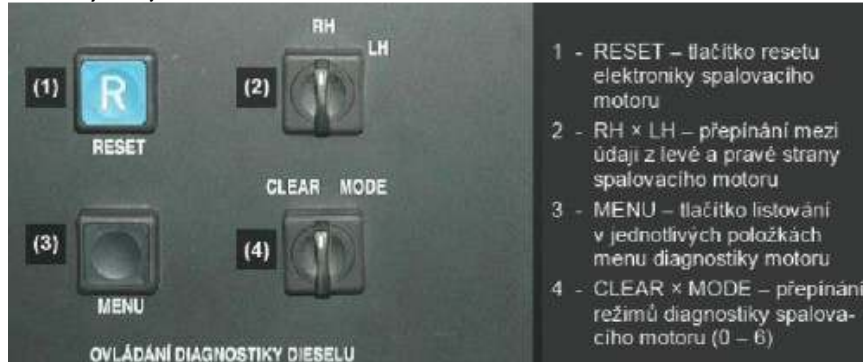 RH
LH
(1)
R
(2)
RESET
CLEAR MODE
(3)
(4)
MENU
OVLÁDÁNÍ DIAGNOSTIKY DIESELU
1 - RESET – tlačítko resetu
elektroniky spalovacího
motoru
2 - RH × LH – přepínání mezi
údaji z levé a pravé strany
spalovacího motoru
3 - MENU – tlačítko listování
v jednotlivých položkách
menu diagnostiky motoru
4 - CLEAR × MODE – přepínání
režimů diagnostiky spalova-
cího motoru (0 – 6)